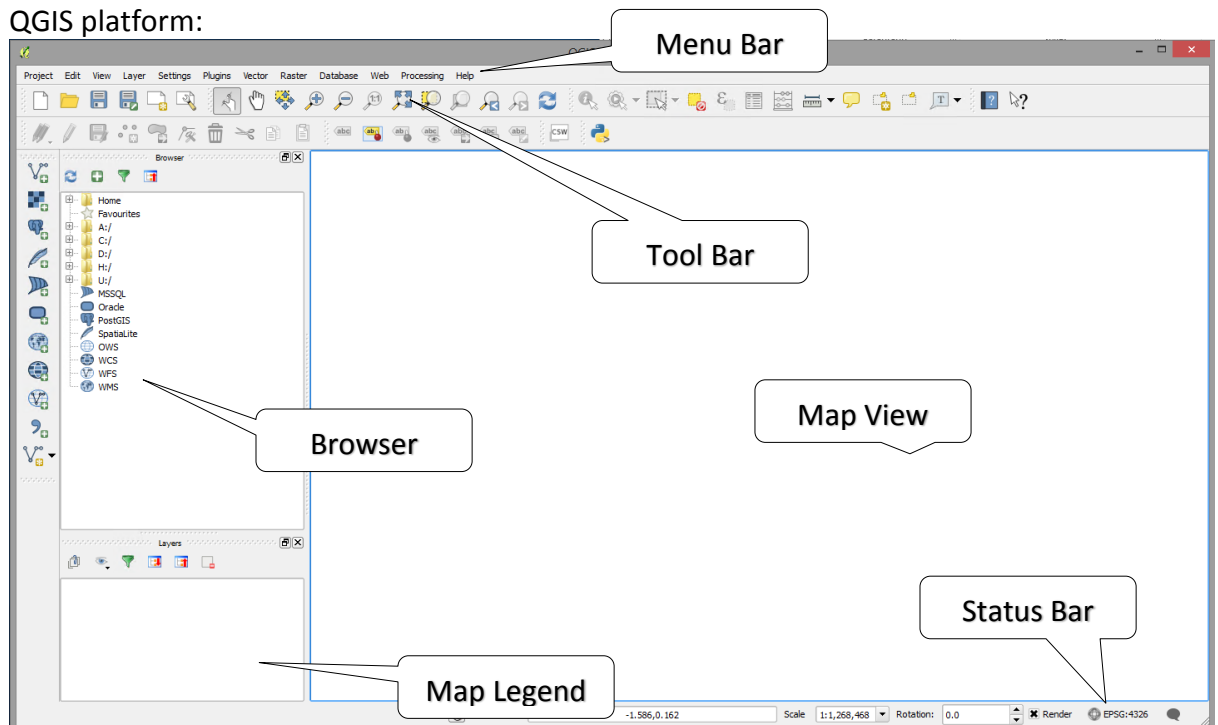 QGIS platform:
Menu Bar
Project Edit View Layer Settings Plugins Vector Raster Database Web Processing Help
abc
CSW
Browser
Home
Favourites
A:/
C:/
D:/
H:/
U:/
MSSQL
Oracle
PostGIS
SpatiaLite
OWS
WCS
WFS
WMS
Tool Bar
Map View
Browser
Layers
Status Bar
Map Legend
-1.586,0.162 Scale 1:1,268,468 Rotation: 0.0 Render EPSG:4326